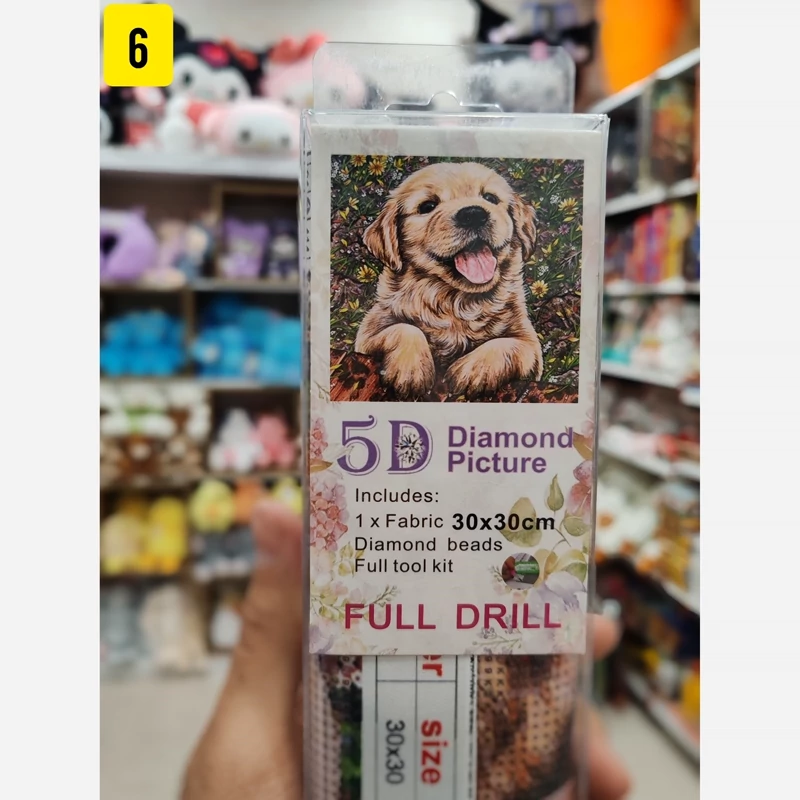 6
5D Diamond
Picture
Includes:
1 x Fabric 30x30cm
Diamond beads
Full tool kit
FULL DRILL
size
30x30